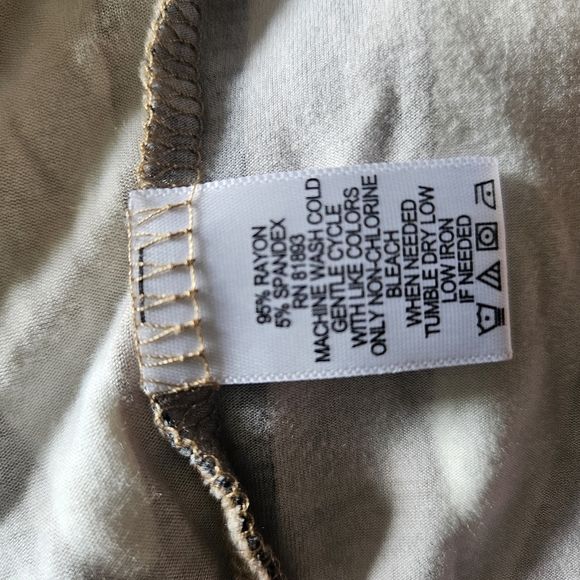 95% RAYON
5% SPANDEX
RN 81893
MACHINE WASH COLD
GENTLE CYCLE
WITH LIKE COLORS
ONLY NON-CHLORINE
BLEACH
WHEN NEEDED
TUMBLE DRY LOW
LOW IRON
IF NEEDED